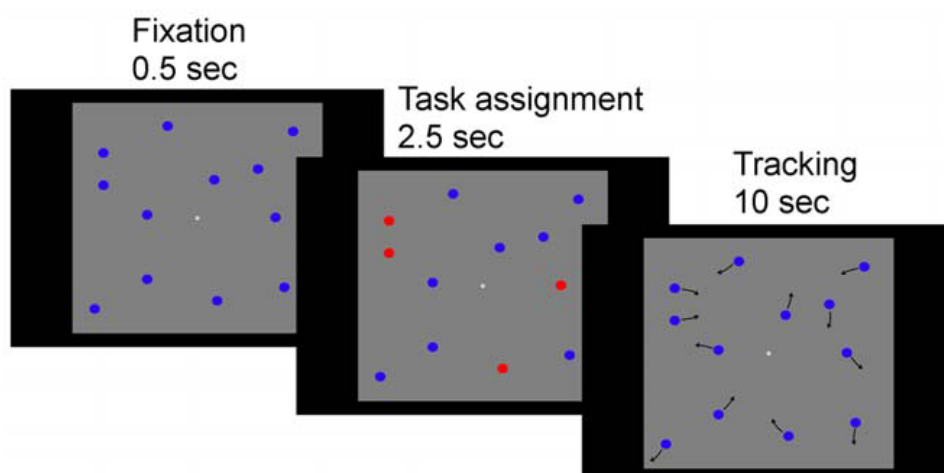 Fixation
0.5 sec
Task assignment
2.5 sec
Tracking
10 sec